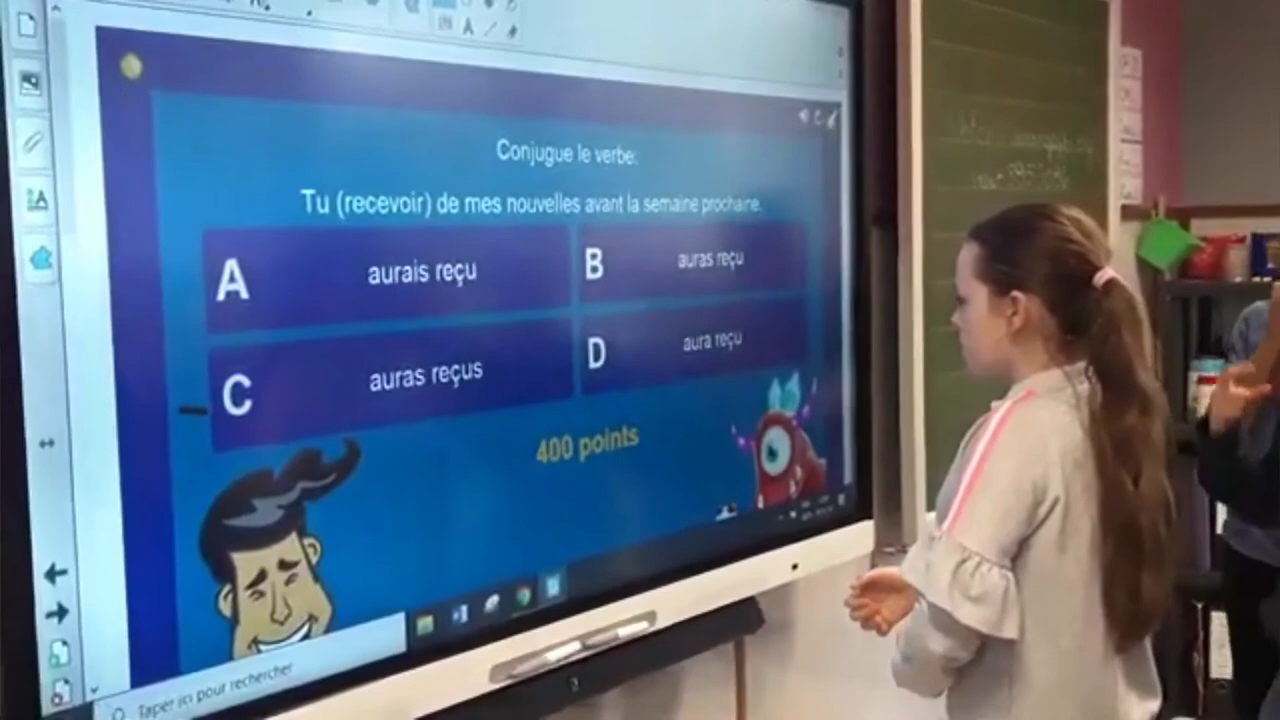 Conjugue le verbe:
Tu (recevoir) de mes nouvelles avant la semaine prochaine.
A aurais reçu
B auras reçu
C auras reçus
D aura reçu
400 points
Taper ici pour rechercher